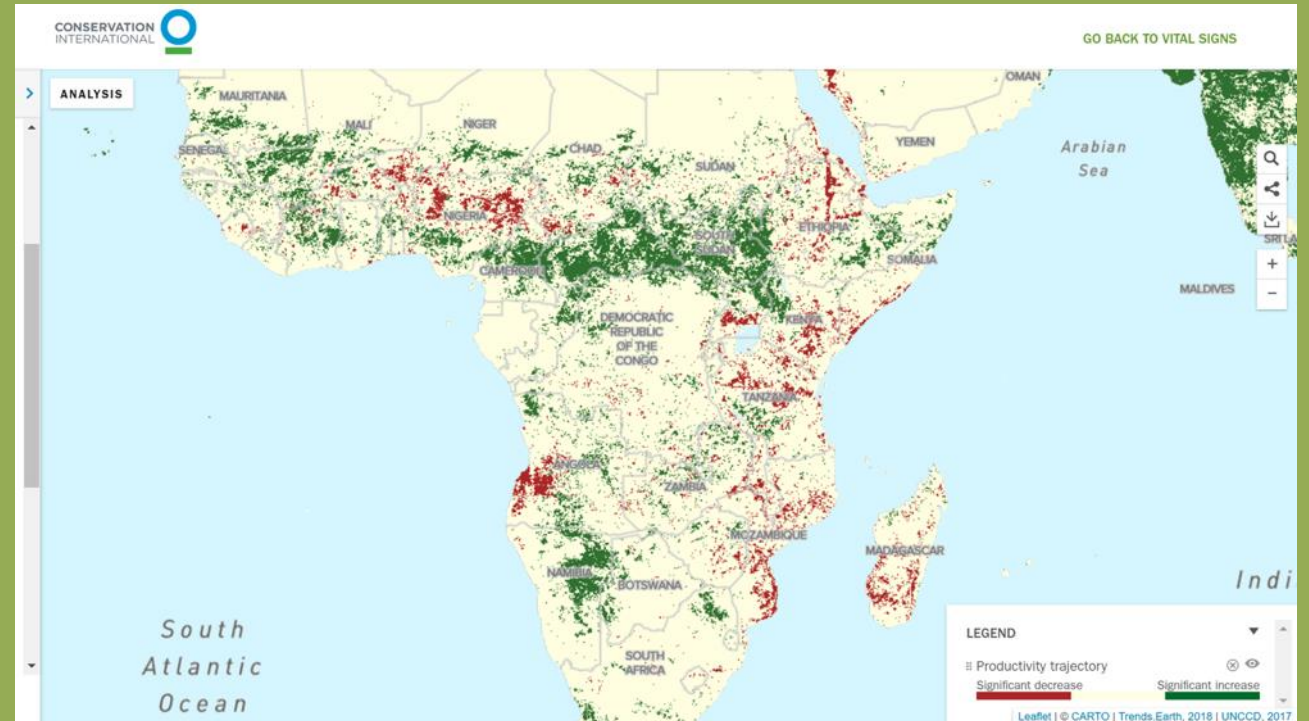 CONSERVATION
INTERNATIONAL
GO BACK TO VITAL SIGNS
ANALYSIS
OMAN
MAURITANIA
MALI
NIGER
CHAD
SUDAN
YEMEN
Arabian
Sea
SENEGAL
NIGERIA
ETHIOPIA
SOUTH
SUDAN
SOMALIA
SRI LA
CAMEROON
MALDIVES
DEMOCRATIC
REPUBLIC
OF THE
CONGO
KENYA
TANZANIA
ANGOLA
ZAMBIA
MOZAMBIQUE
MADAGASCAR
NAMIBIA
BOTSWANA
Indi
South
Atlantic
Ocean
SOUTH
AFRICA
LEGEND
Productivity trajectory
Significant decrease Significant increase
Leaflet | © CARTO | Trends.Earth, 2018 | UNCCD, 2017